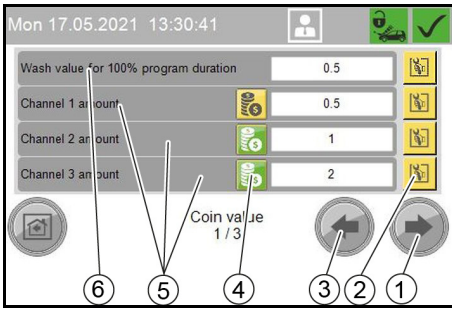 Mon 17.05.2021 13:30:41
Wash value for 100% program duration 0.5
Channel 1 amount 0.5
Channel 2 amount 1
Channel 3 amount 2
Coin value
1 / 3
6 5 4 3 2 1